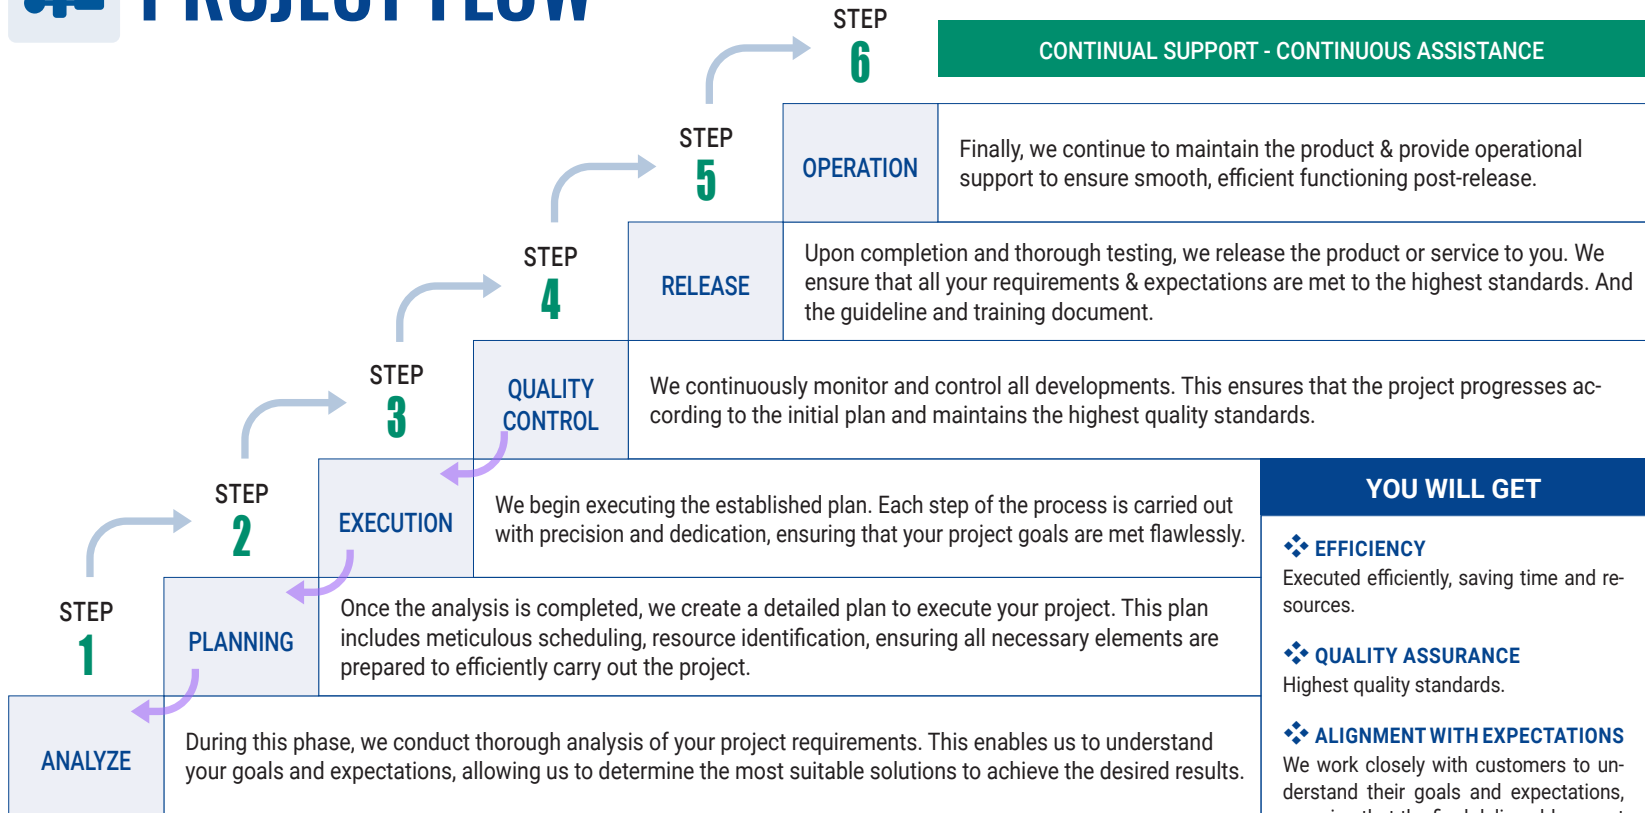 PROJECT FLOW
STEP
6
CONTINUAL SUPPORT - CONTINUOUS ASSISTANCE
STEP
5
OPERATION
Finally, we continue to maintain the product & provide operational
support to ensure smooth, efficient functioning post-release.
STEP
4
RELEASE
Upon completion and thorough testing, we release the product or service to you. We
ensure that all your requirements & expectations are met to the highest standards. And
the guideline and training document.
STEP
3
QUALITY
CONTROL
We continuously monitor and control all developments. This ensures that the project progresses ac-
cording to the initial plan and maintains the highest quality standards.
STEP
2
EXECUTION
We begin executing the established plan. Each step of the process is carried out
with precision and dedication, ensuring that your project goals are met flawlessly.
STEP
1
PLANNING
Once the analysis is completed, we create a detailed plan to execute your project. This plan
includes meticulous scheduling, resource identification, ensuring all necessary elements are
prepared to efficiently carry out the project.
ANALYZE
During this phase, we conduct thorough analysis of your project requirements. This enables us to understand
your goals and expectations, allowing us to determine the most suitable solutions to achieve the desired results.
YOU WILL GET
EFFICIENCY
Executed efficiently, saving time and re-
sources.
QUALITY ASSURANCE
Highest quality standards.
ALIGNMENT WITH EXPECTATIONS
We work closely with customers to un-
derstand their goals and expectations,